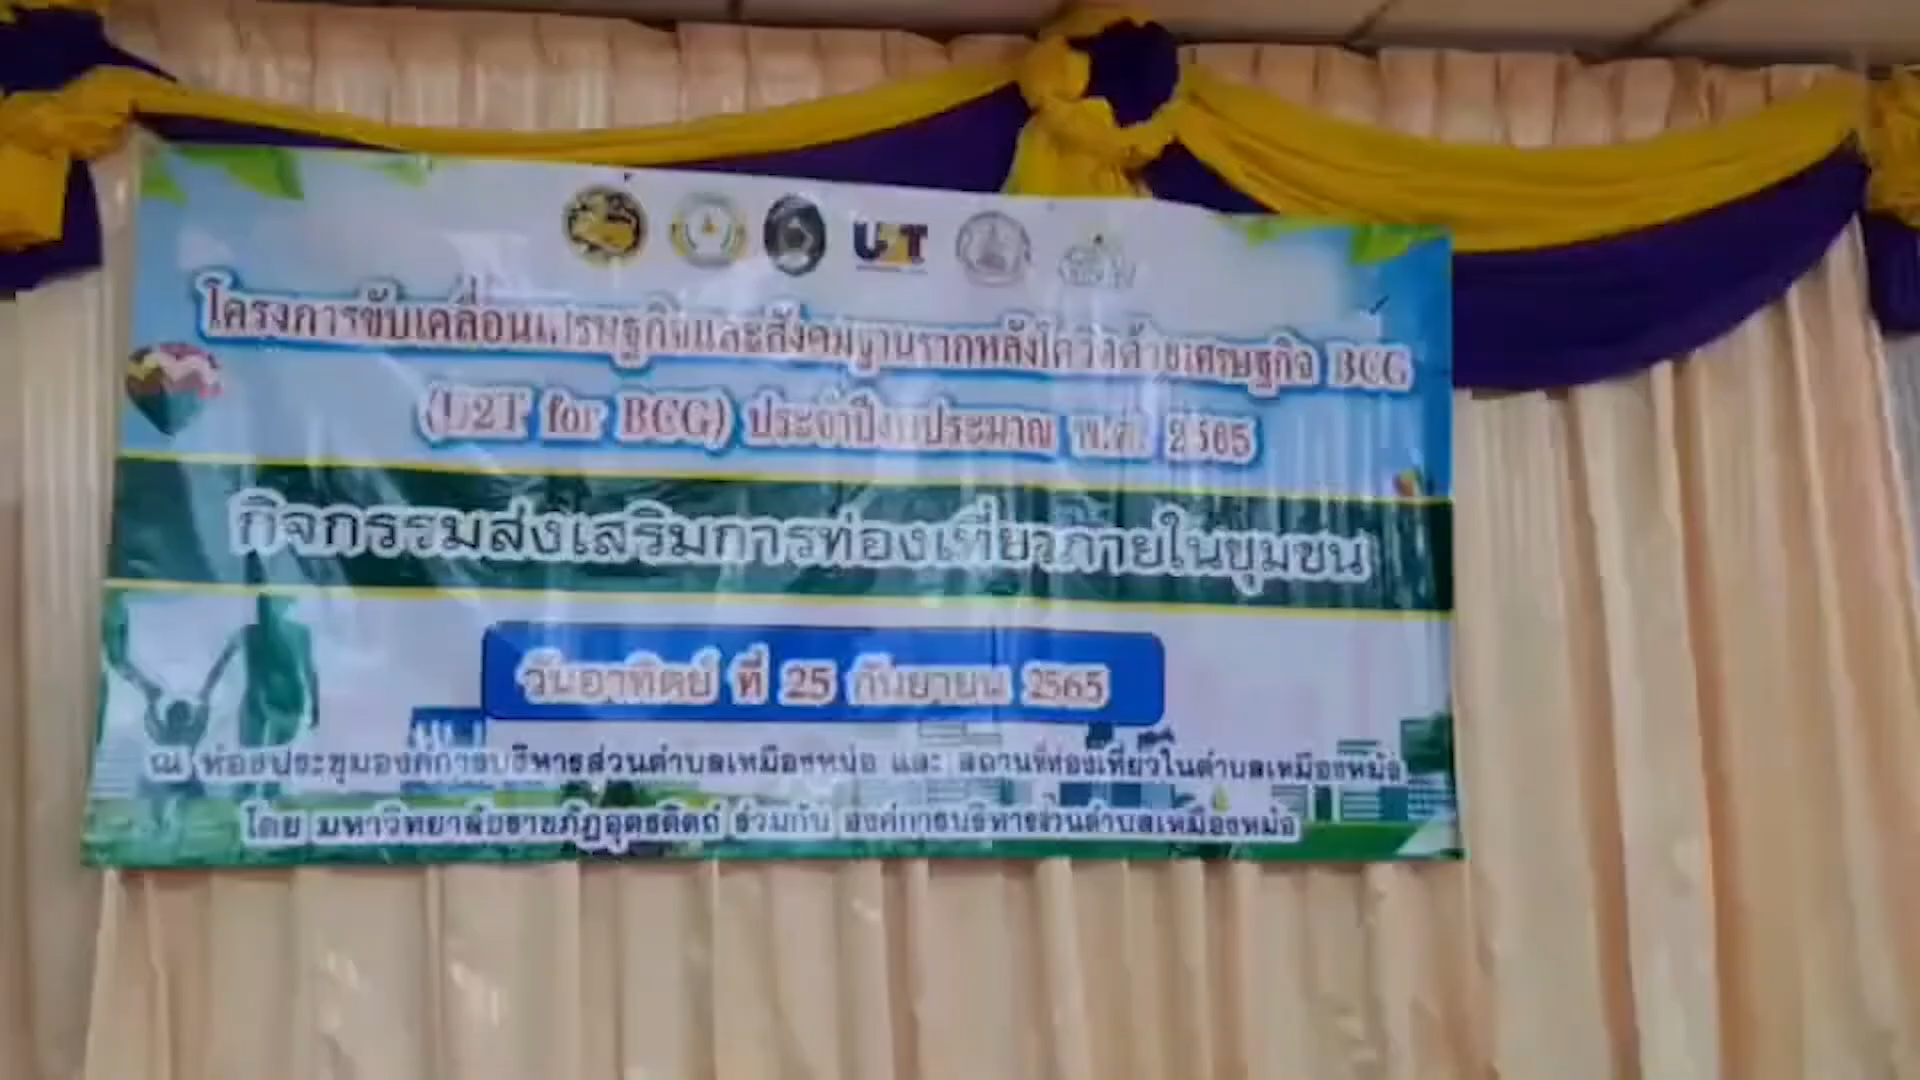 U2T
โครงการขับเคลื่อนเศรษฐกิจและสังคมฐานรากหลังโควิดด้วยเศรษฐกิจ BCG
(U2T for BCG) ประจำปีงบประมาณ พ.ศ. 2565
กิจกรรมส่งเสริมการท่องเที่ยวภายในชุมชน
วันอาทิตย์ ที่ 25 กันยายน 2565
ณ ห้องประชุมองค์การบริหารส่วนตำบลเหมืองหม้อ และ สถานที่ท่องเที่ยวในตำบลเหมืองหม้อ
โดย มหาวิทยาลัยราชภัฏอุตรดิตถ์ ร่วมกับ องค์การบริหารส่วนตำบลเหมืองหม้อ